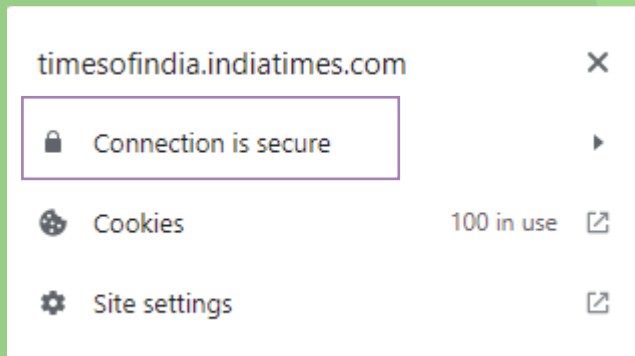 timesofindia.indiatimes.com
Connection is secure
Cookies 100 in use
Site settings